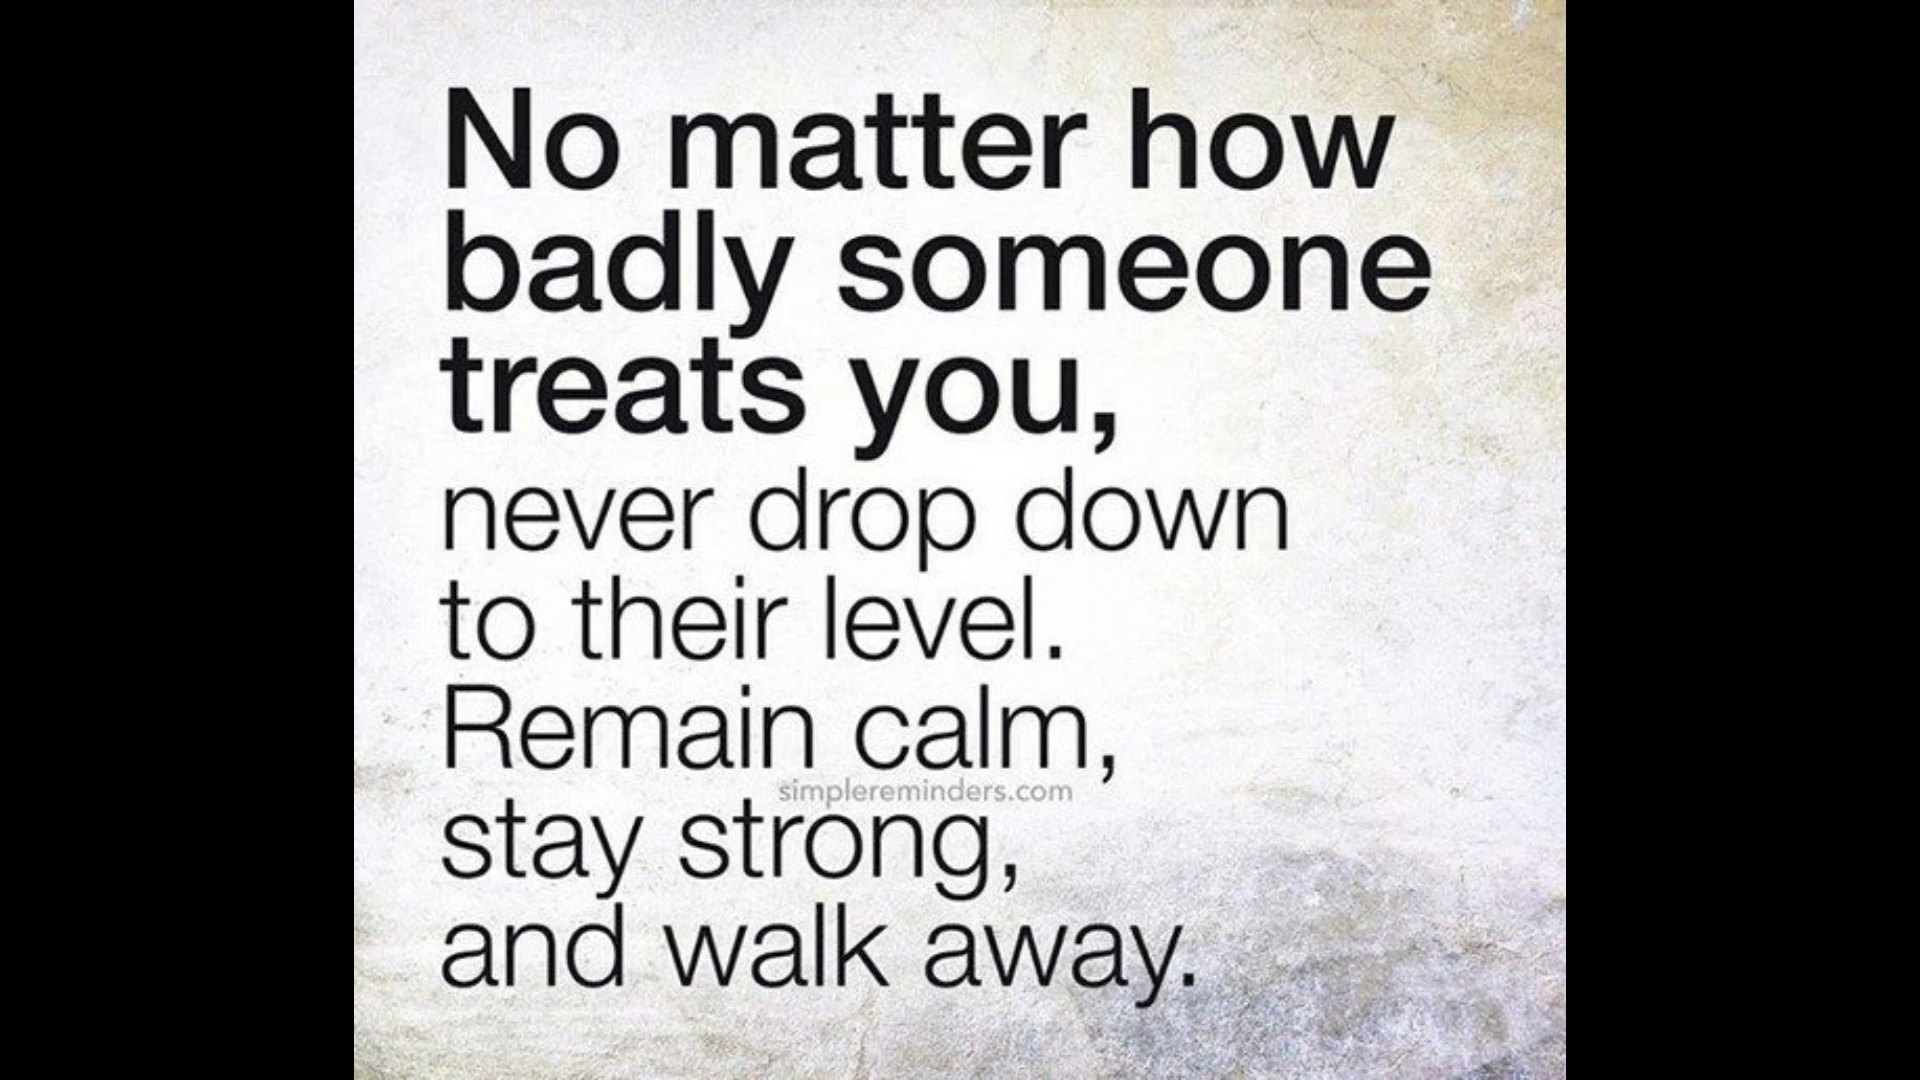 No matter how
badly someone
treats you,
never drop down
to their level.
Remain calm,
simplereminders.com
stay strong,
and walk away.